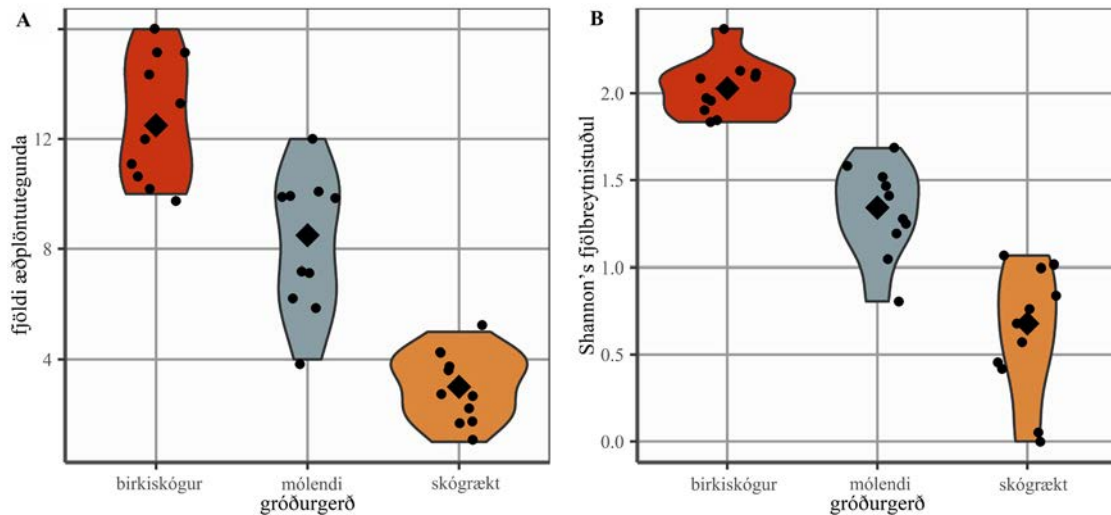 A
fjöldi æðplöntutegunda
12
8
4
birkiskógur
mólendi
skógrækt
gróðurgerð
B
Shannon's fjölbreytnistuðul
2.0
1.5
1.0
0.5
0.0
birkiskógur
mólendi
skógrækt
gróðurgerð